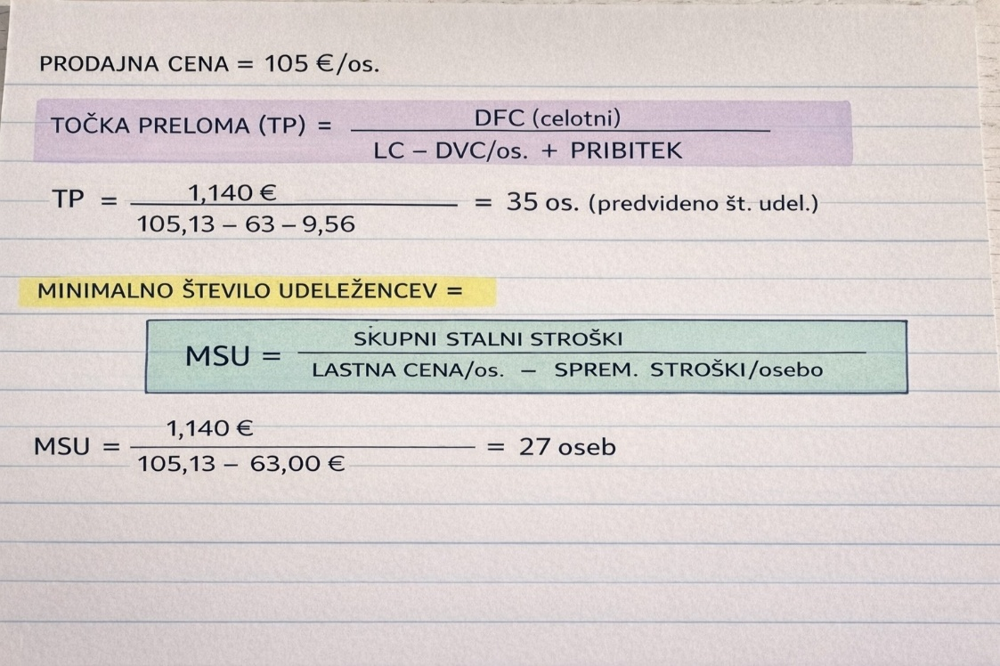 PRODAJNA CENA = 105 €/os.
TOČKA PRELOMA (TP) = DFC (celotni)
LC – DVC/os. + PRIBITEK
TP = 1,140 € = 35 os. (predvideno št. udel.)
105,13 – 63 – 9,56
MINIMALNO ŠTEVILO UDELEŽENCEV =
MSU = SKUPNI STALNI STROŠKI
LASTNA CENA/os. – SPREM. STROŠKI/osebo
MSU = 1,140 € = 27 oseb
105,13 – 63,00 €